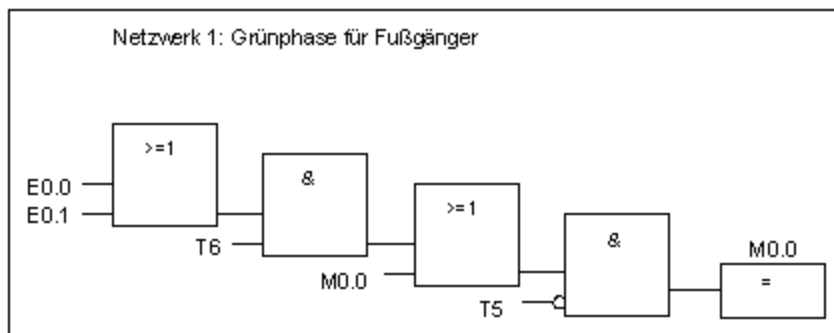 Netzwerk 1: Grünphase für Fußgänger
>=1
E0.0
E0.1
&
T6
>=1
M0.0
&
T5
M0.0
=